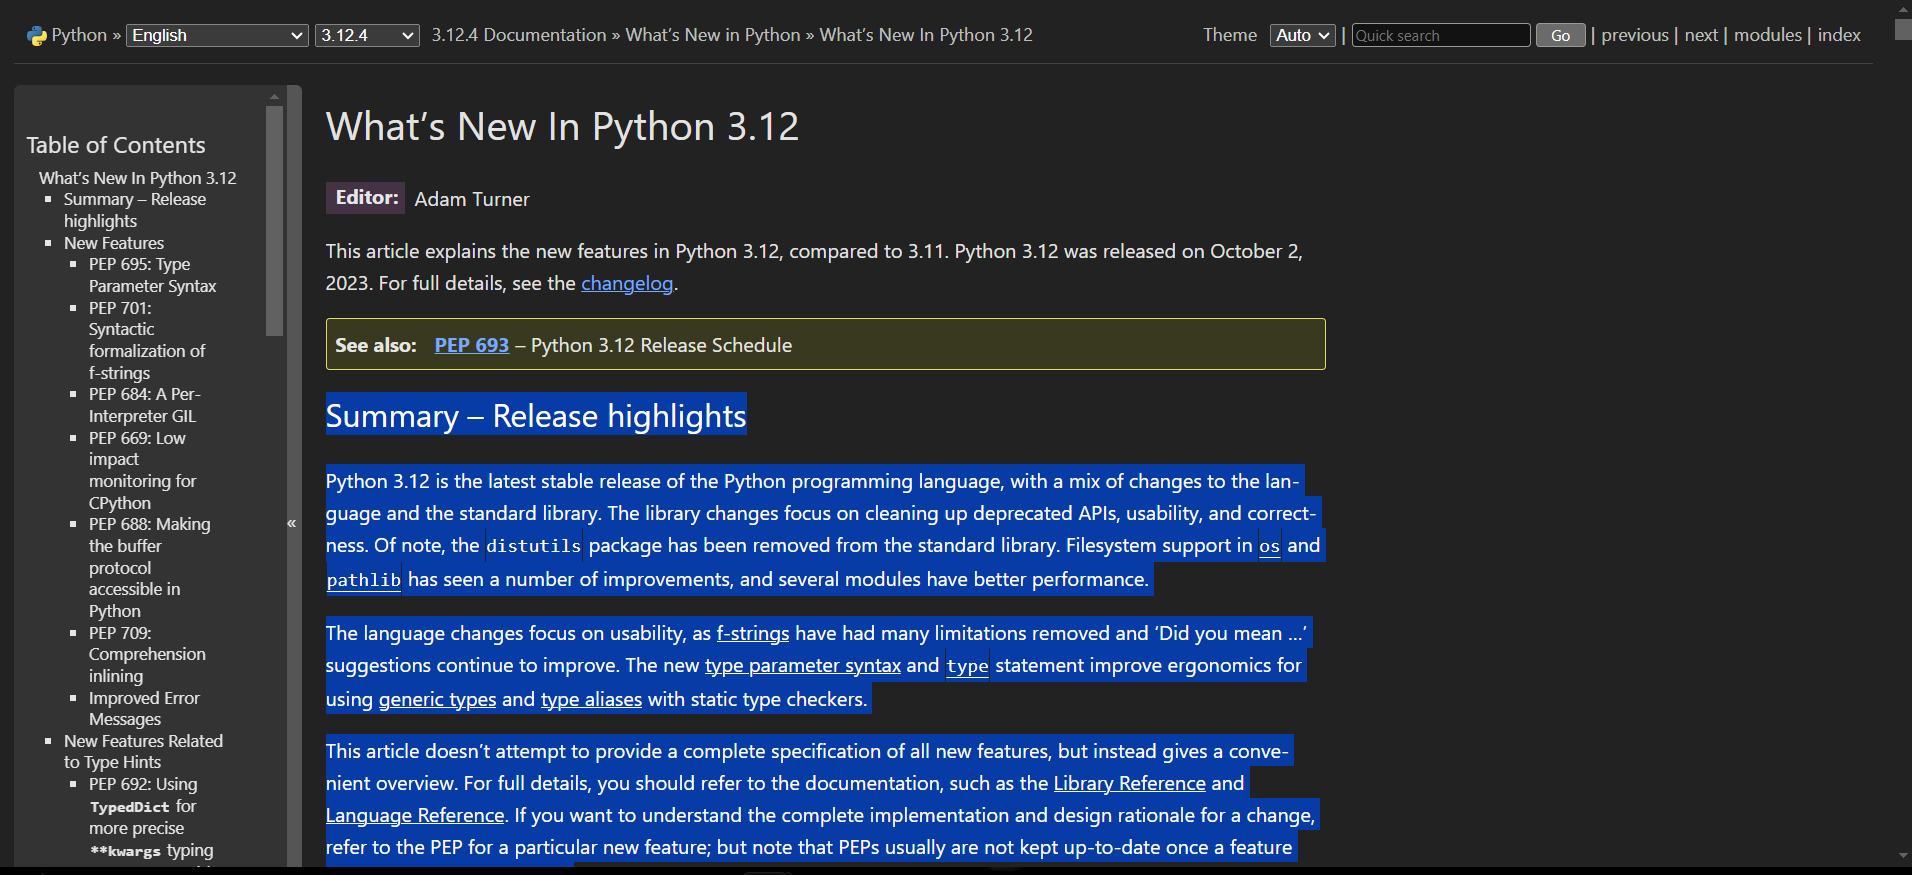 Python » English 3.12.4 3.12.4 Documentation » What's New in Python » What's New In Python 3.12 Theme Auto | Quick search Go | previous | next | modules | index
Table of Contents
What's New In Python 3.12
Summary – Release
highlights
New Features
PEP 695: Type
Parameter Syntax
PEP 701:
Syntactic
formalization of
f-strings
PEP 684: A Per-
Interpreter GIL
PEP 669: Low
impact
monitoring for
CPython
PEP 688: Making
the buffer
protocol
accessible in
Python
PEP 709:
Comprehension
inlining
Improved Error
Messages
New Features Related
to Type Hints
PEP 692: Using
TypedDict for
more precise
**kwargs typing
«
What's New In Python 3.12
Editor: Adam Turner
This article explains the new features in Python 3.12, compared to 3.11. Python 3.12 was released on October 2,
2023. For full details, see the changelog.
See also: PEP 693 – Python 3.12 Release Schedule
Summary – Release highlights
Python 3.12 is the latest stable release of the Python programming language, with a mix of changes to the lan-
guage and the standard library. The library changes focus on cleaning up deprecated APIs, usability, and correct-
ness. Of note, the distutils package has been removed from the standard library. Filesystem support in os and
pathlib has seen a number of improvements, and several modules have better performance.
The language changes focus on usability, as f-strings have had many limitations removed and ‘Did you mean …’
suggestions continue to improve. The new type parameter syntax and type statement improve ergonomics for
using generic types and type aliases with static type checkers.
This article doesn't attempt to provide a complete specification of all new features, but instead gives a conve-
nient overview. For full details, you should refer to the documentation, such as the Library Reference and
Language Reference. If you want to understand the complete implementation and design rationale for a change,
refer to the PEP for a particular new feature; but note that PEPs usually are not kept up-to-date once a feature